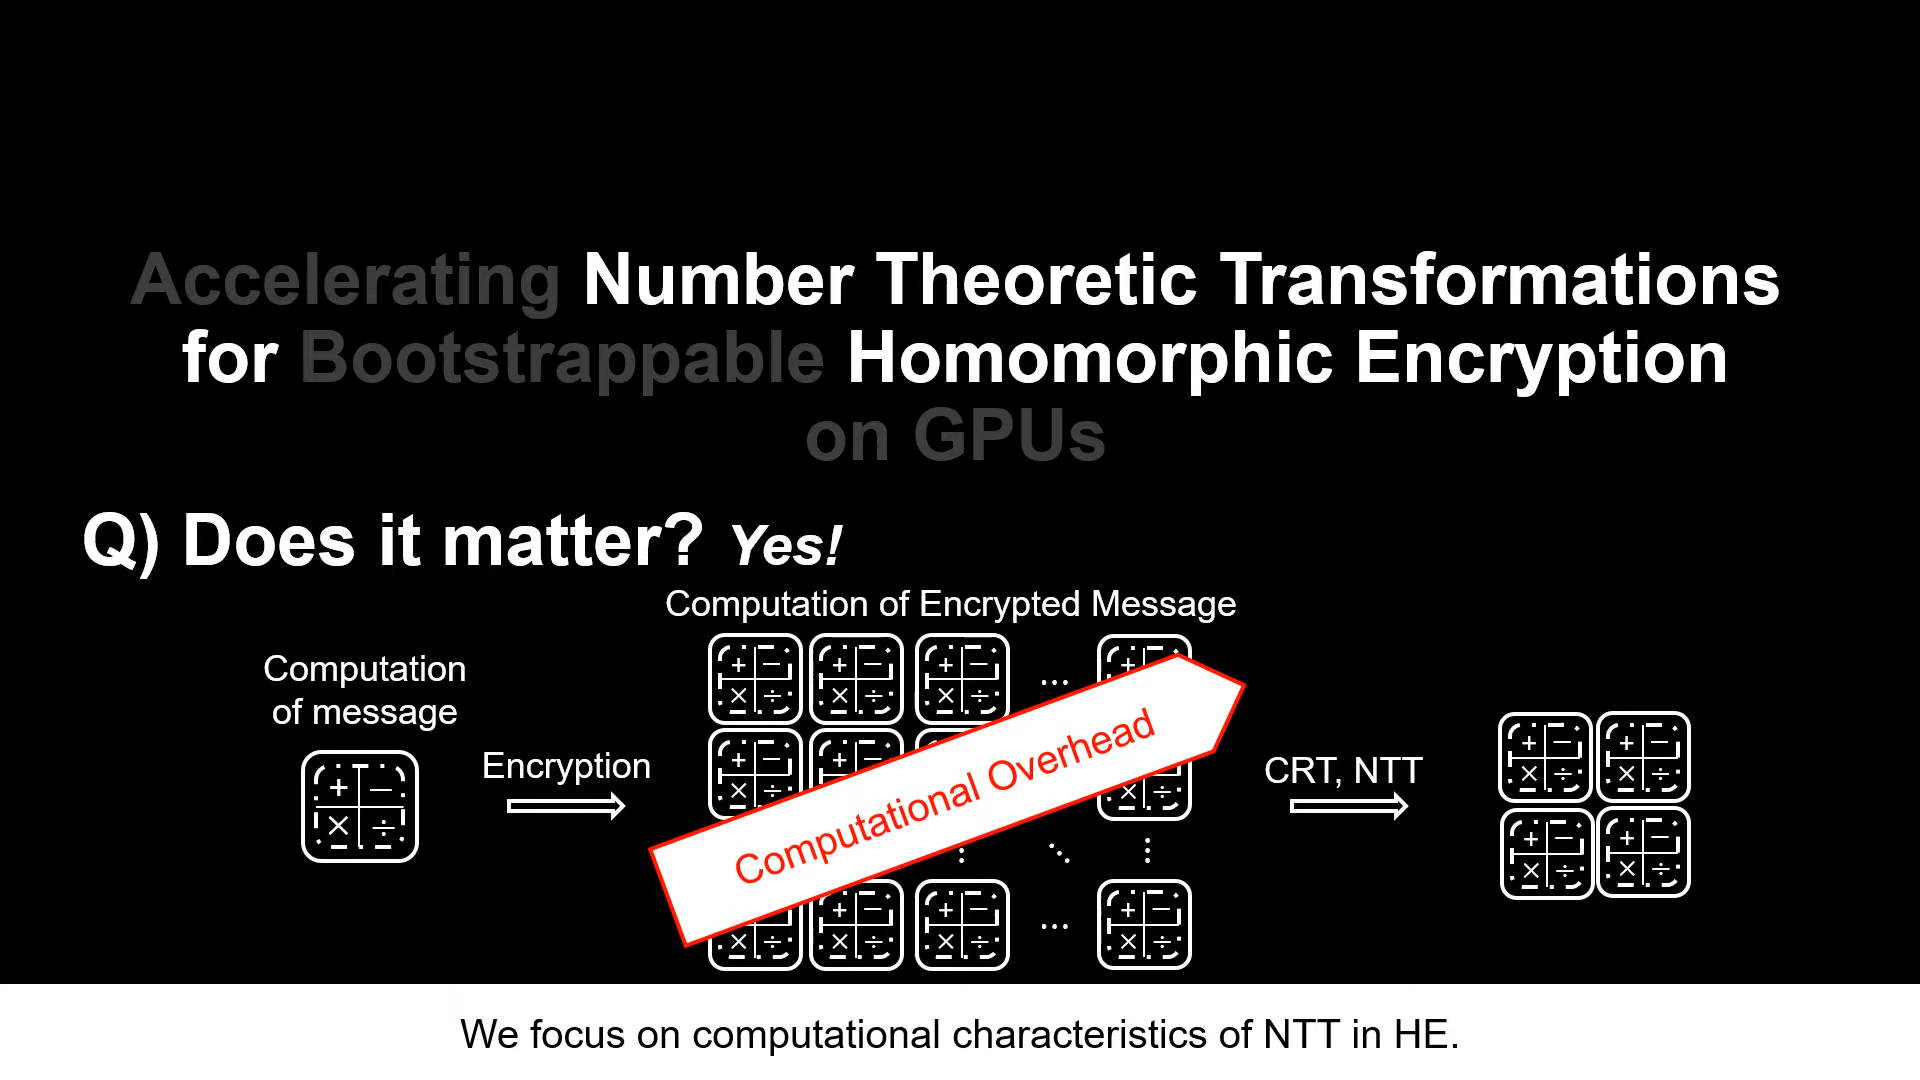 Accelerating Number Theoretic Transformations
for Bootstrappable Homomorphic Encryption
on GPUs
Q) Does it matter? Yes!
Computation of Encrypted Message
Computation
of message
Encryption
Computational Overhead
CRT, NTT
We focus on computational characteristics of NTT in HE.